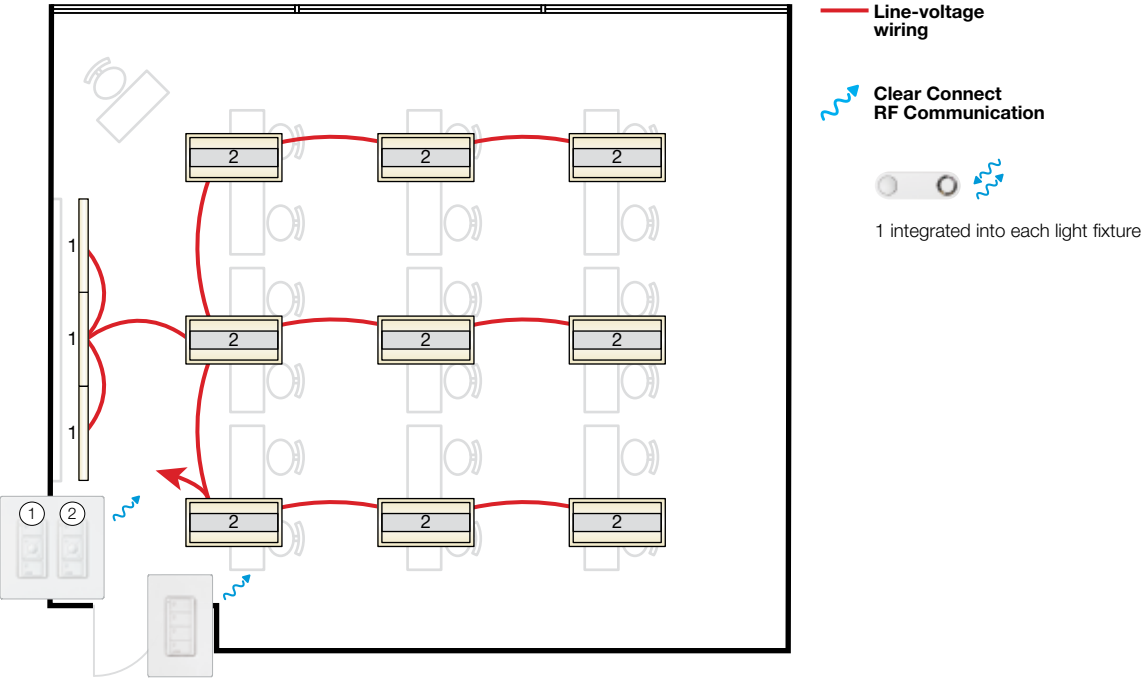 Line-voltage
wiring
Clear Connect
RF Communication
1 integrated into each light fixture
2 2 2
1
1 2 2 2
1
1 2
2 2 2